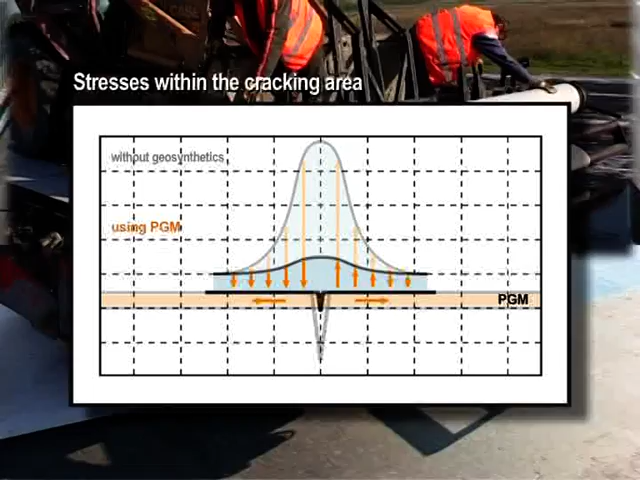 Stresses within the cracking area
without geosynthetics
using PGM
PGM